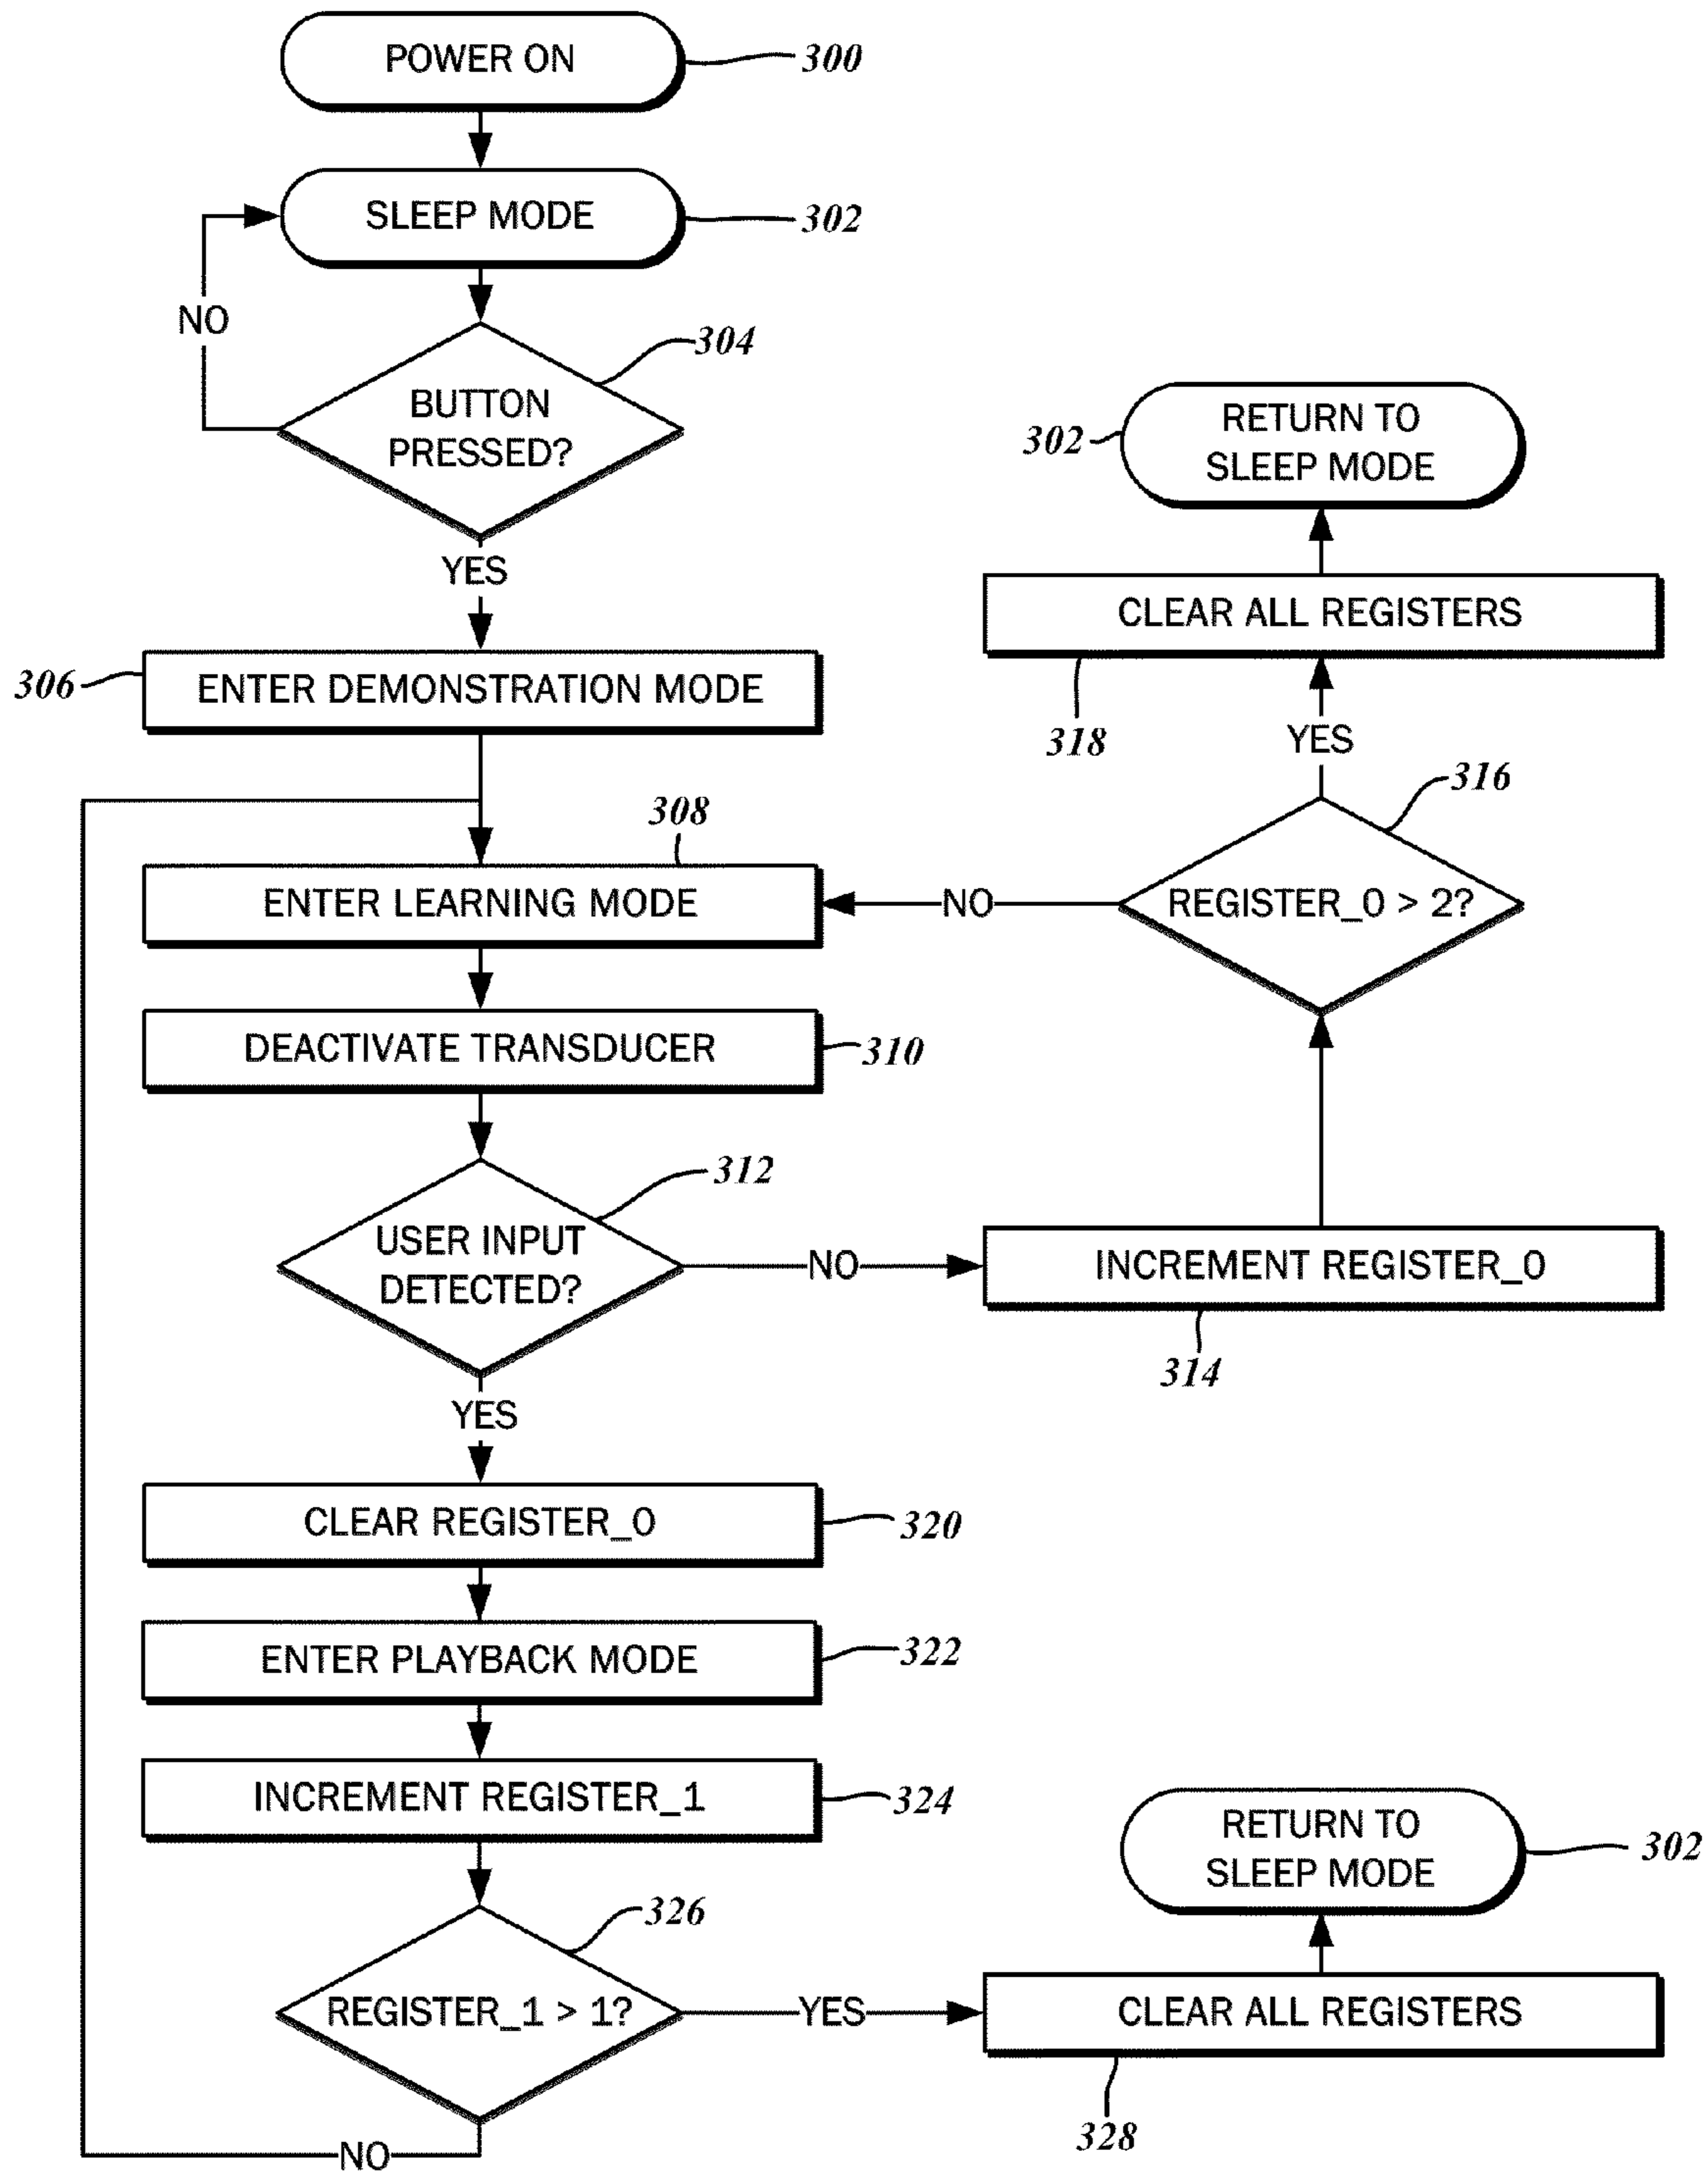 POWER ON
300
SLEEP MODE
302
NO
304
BUTTON
PRESSED?
YES
306
ENTER DEMONSTRATION MODE
308
ENTER LEARNING MODE
DEACTIVATE TRANSDUCER
310
312
USER INPUT
DETECTED?
NO
INCREMENT REGISTER_0
314
316
REGISTER_0 > 2?
NO
YES
CLEAR ALL REGISTERS
318
RETURN TO
SLEEP MODE
302
YES
CLEAR REGISTER_0
320
ENTER PLAYBACK MODE
322
INCREMENT REGISTER_1
324
326
REGISTER_1 > 1?
NO
YES
CLEAR ALL REGISTERS
328
RETURN TO
SLEEP MODE
302